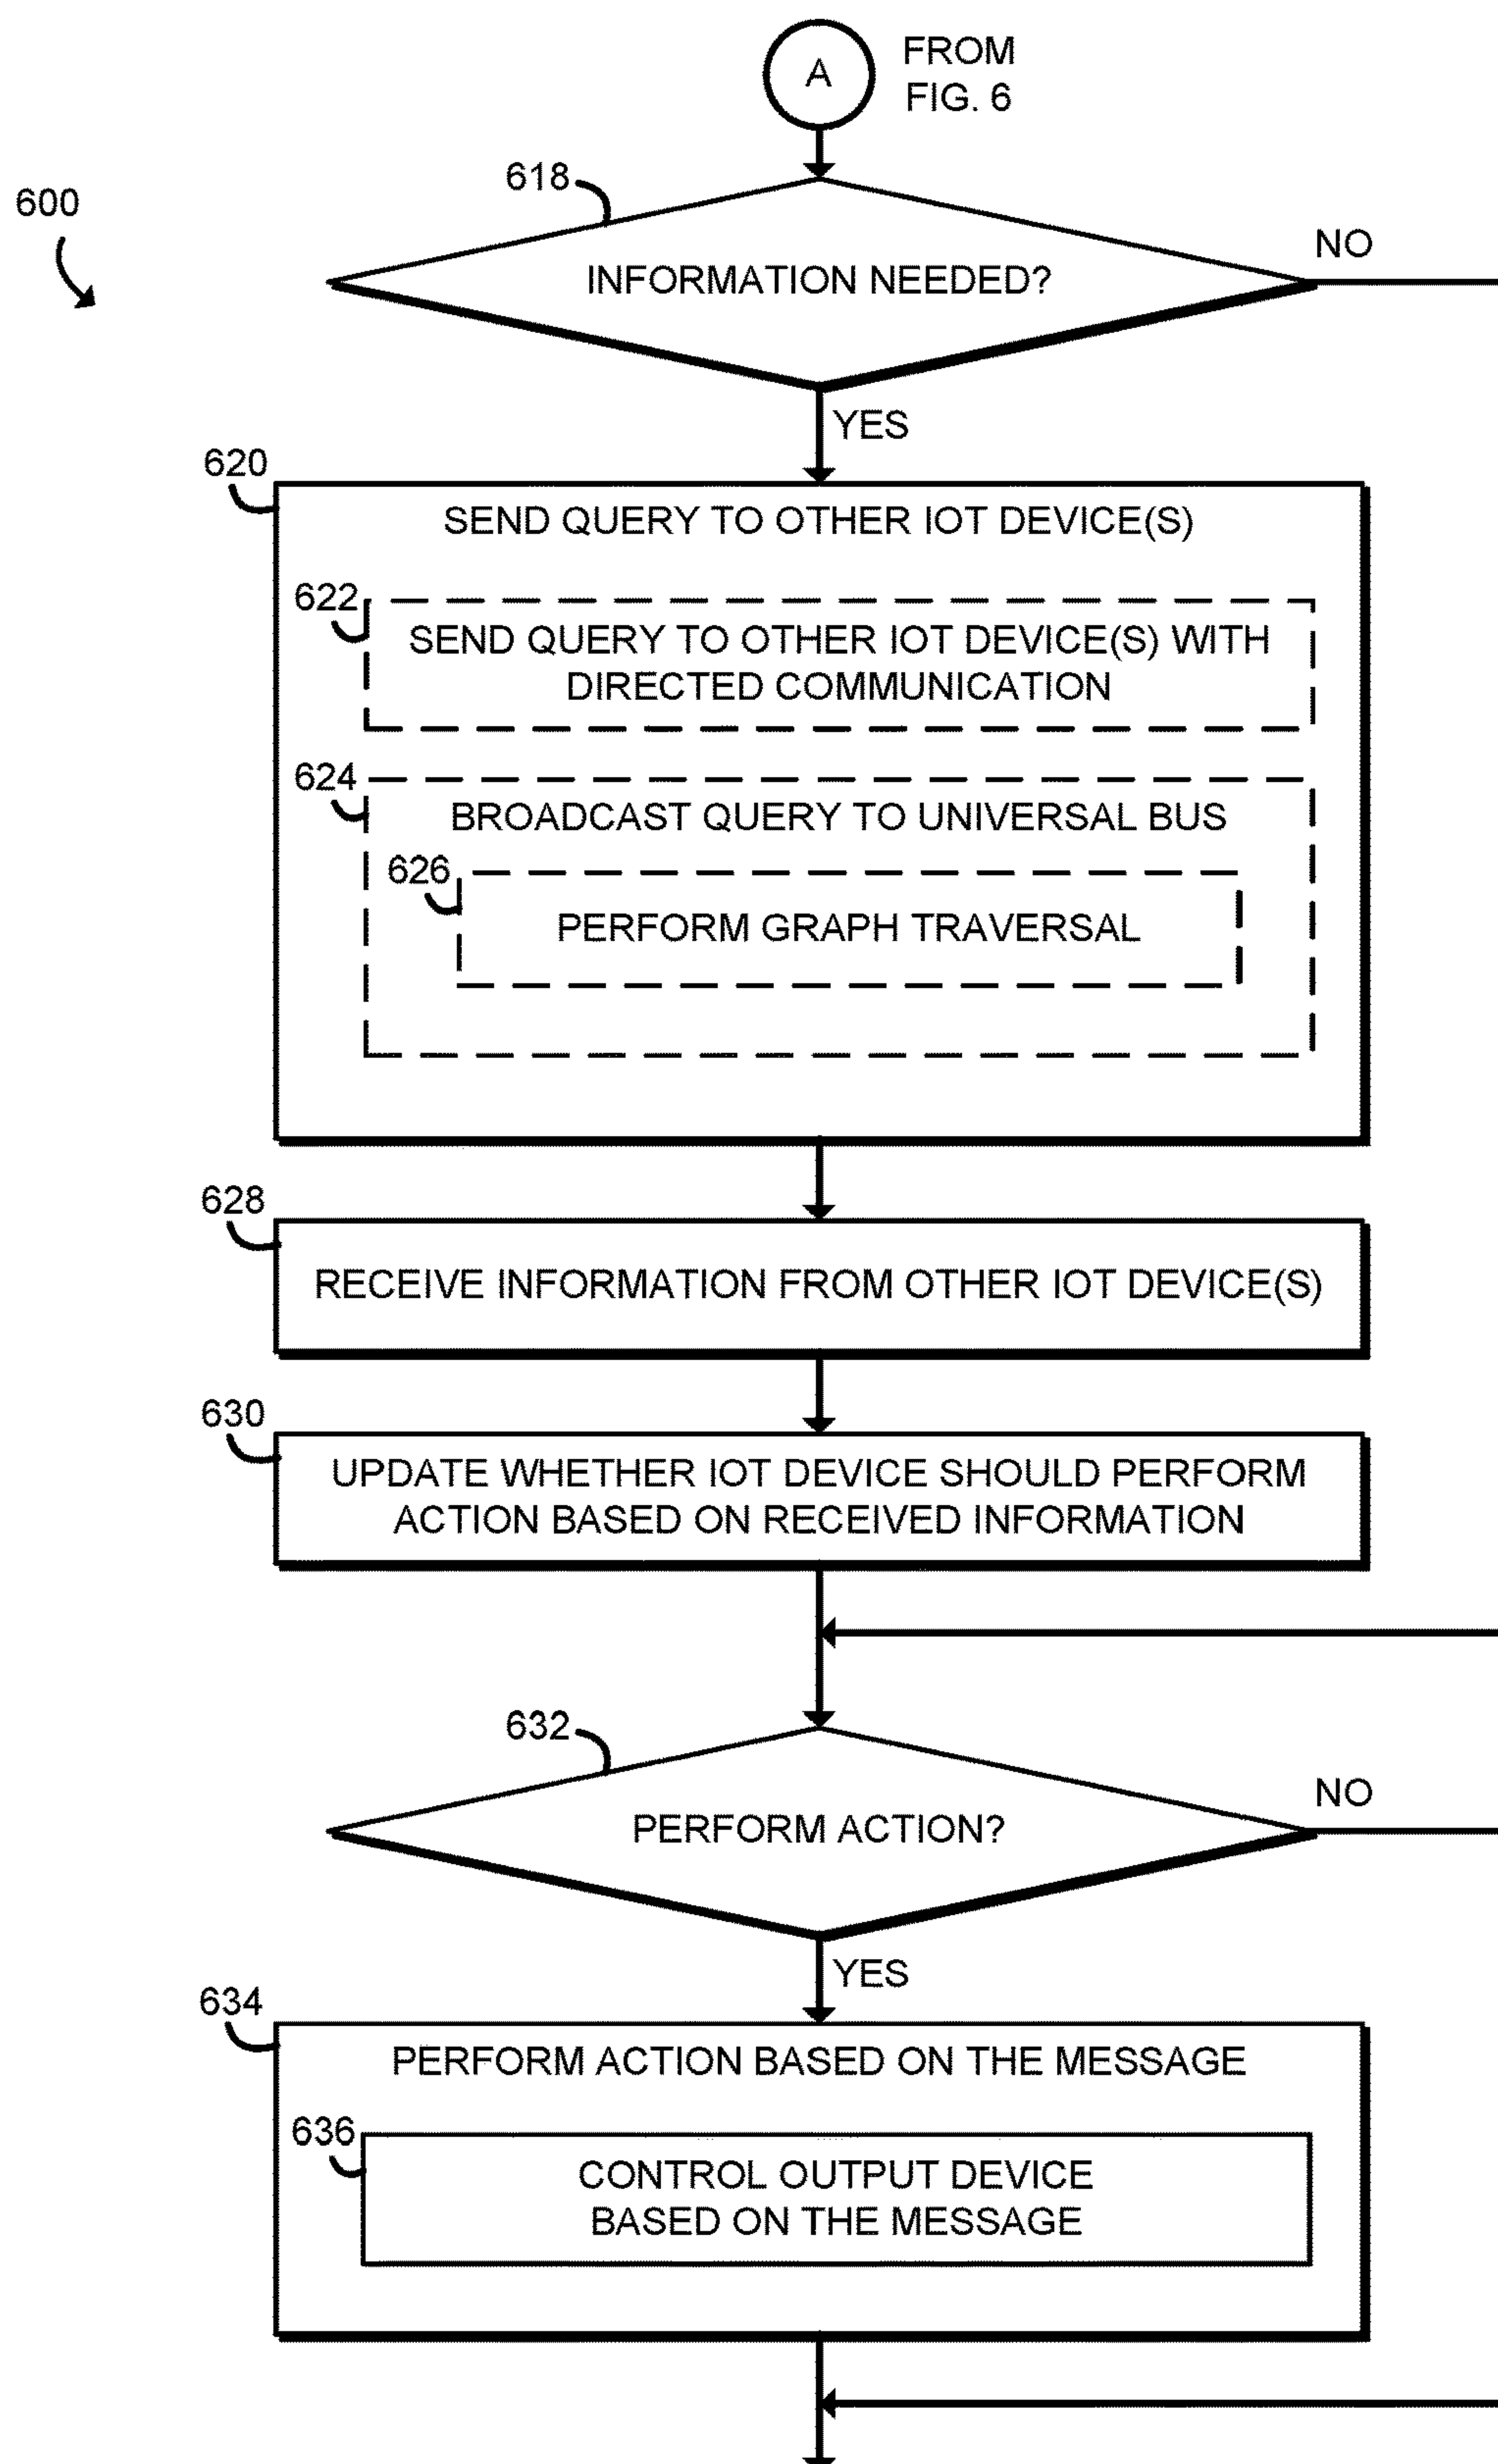 A
FROM
FIG. 6
600
618
INFORMATION NEEDED?
NO
YES
620
SEND QUERY TO OTHER IOT DEVICE(S)
622
SEND QUERY TO OTHER IOT DEVICE(S) WITH
DIRECTED COMMUNICATION
624
BROADCAST QUERY TO UNIVERSAL BUS
626
PERFORM GRAPH TRAVERSAL
628
RECEIVE INFORMATION FROM OTHER IOT DEVICE(S)
630
UPDATE WHETHER IOT DEVICE SHOULD PERFORM
ACTION BASED ON RECEIVED INFORMATION
632
PERFORM ACTION?
NO
YES
634
PERFORM ACTION BASED ON THE MESSAGE
636
CONTROL OUTPUT DEVICE
BASED ON THE MESSAGE